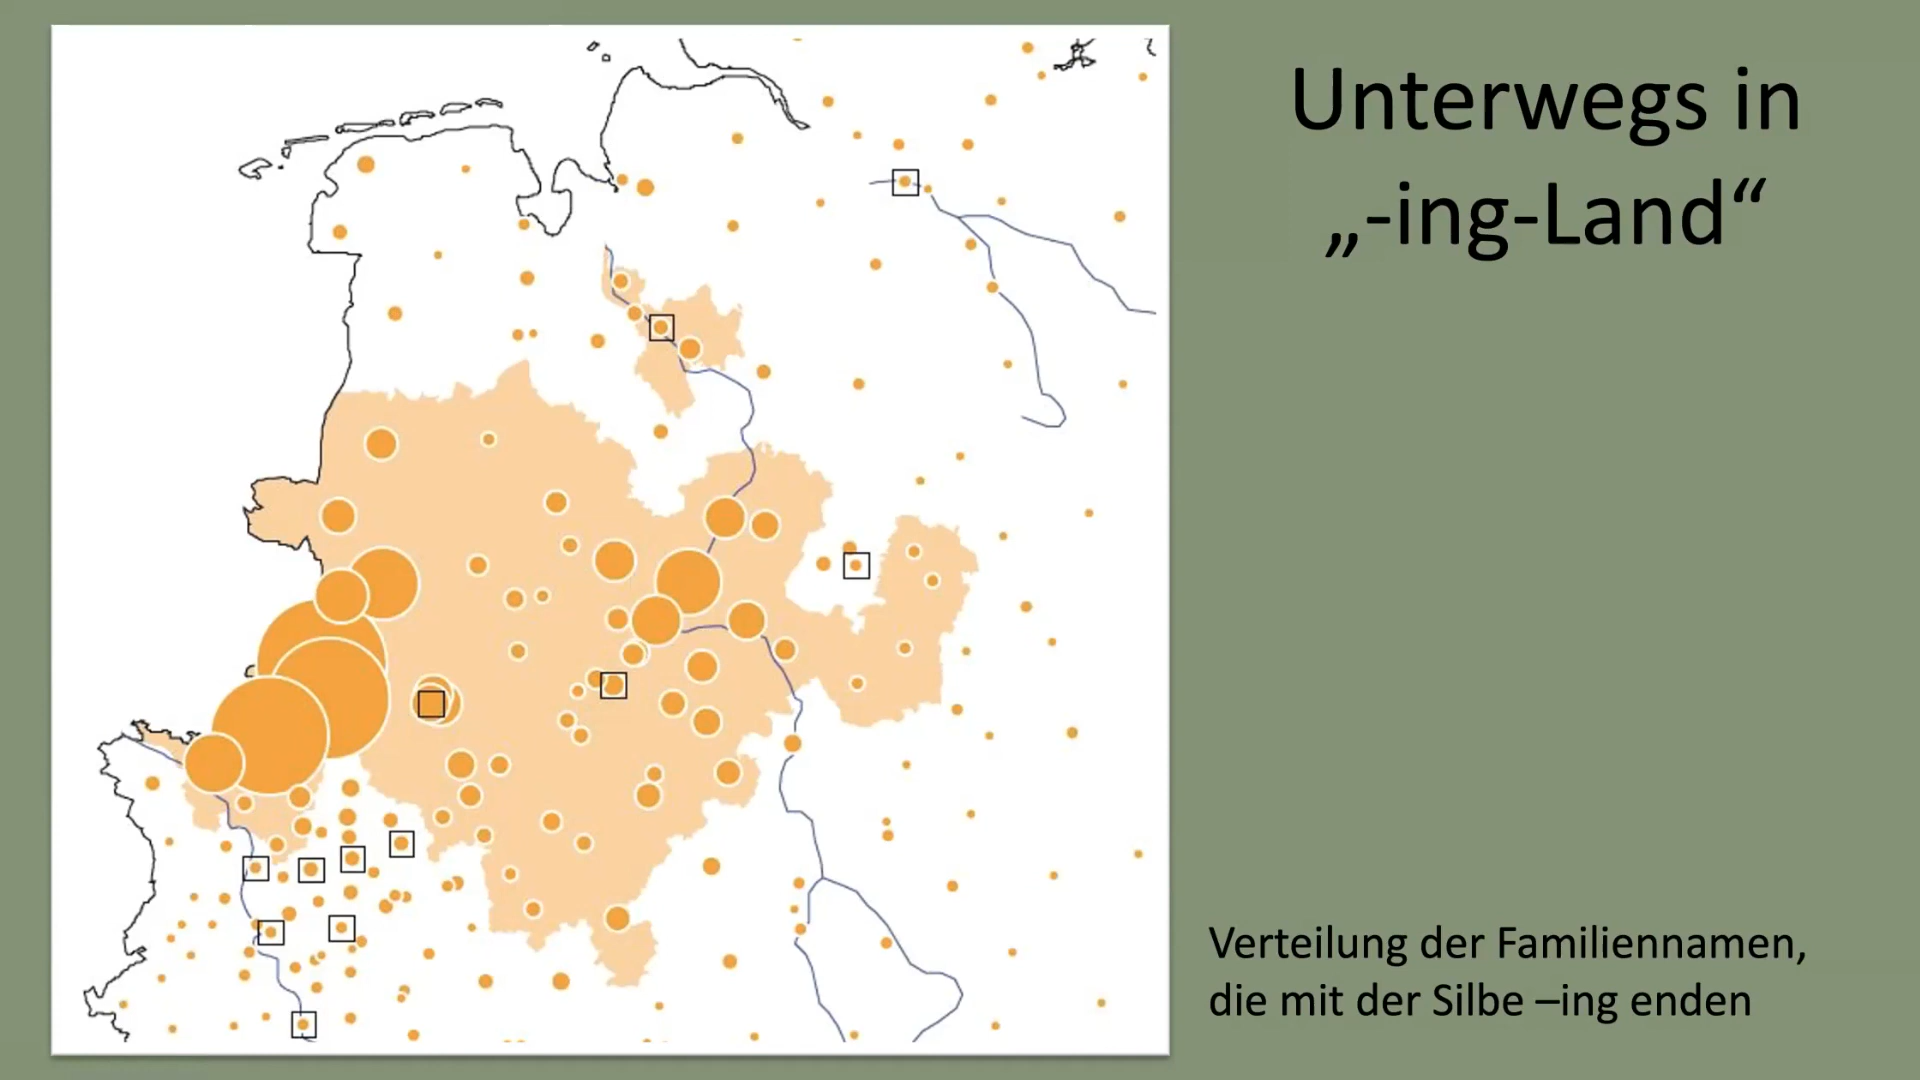 Unterwegs in
„-ing-Land“
Verteilung der Familiennamen,
die mit der Silbe –ing enden